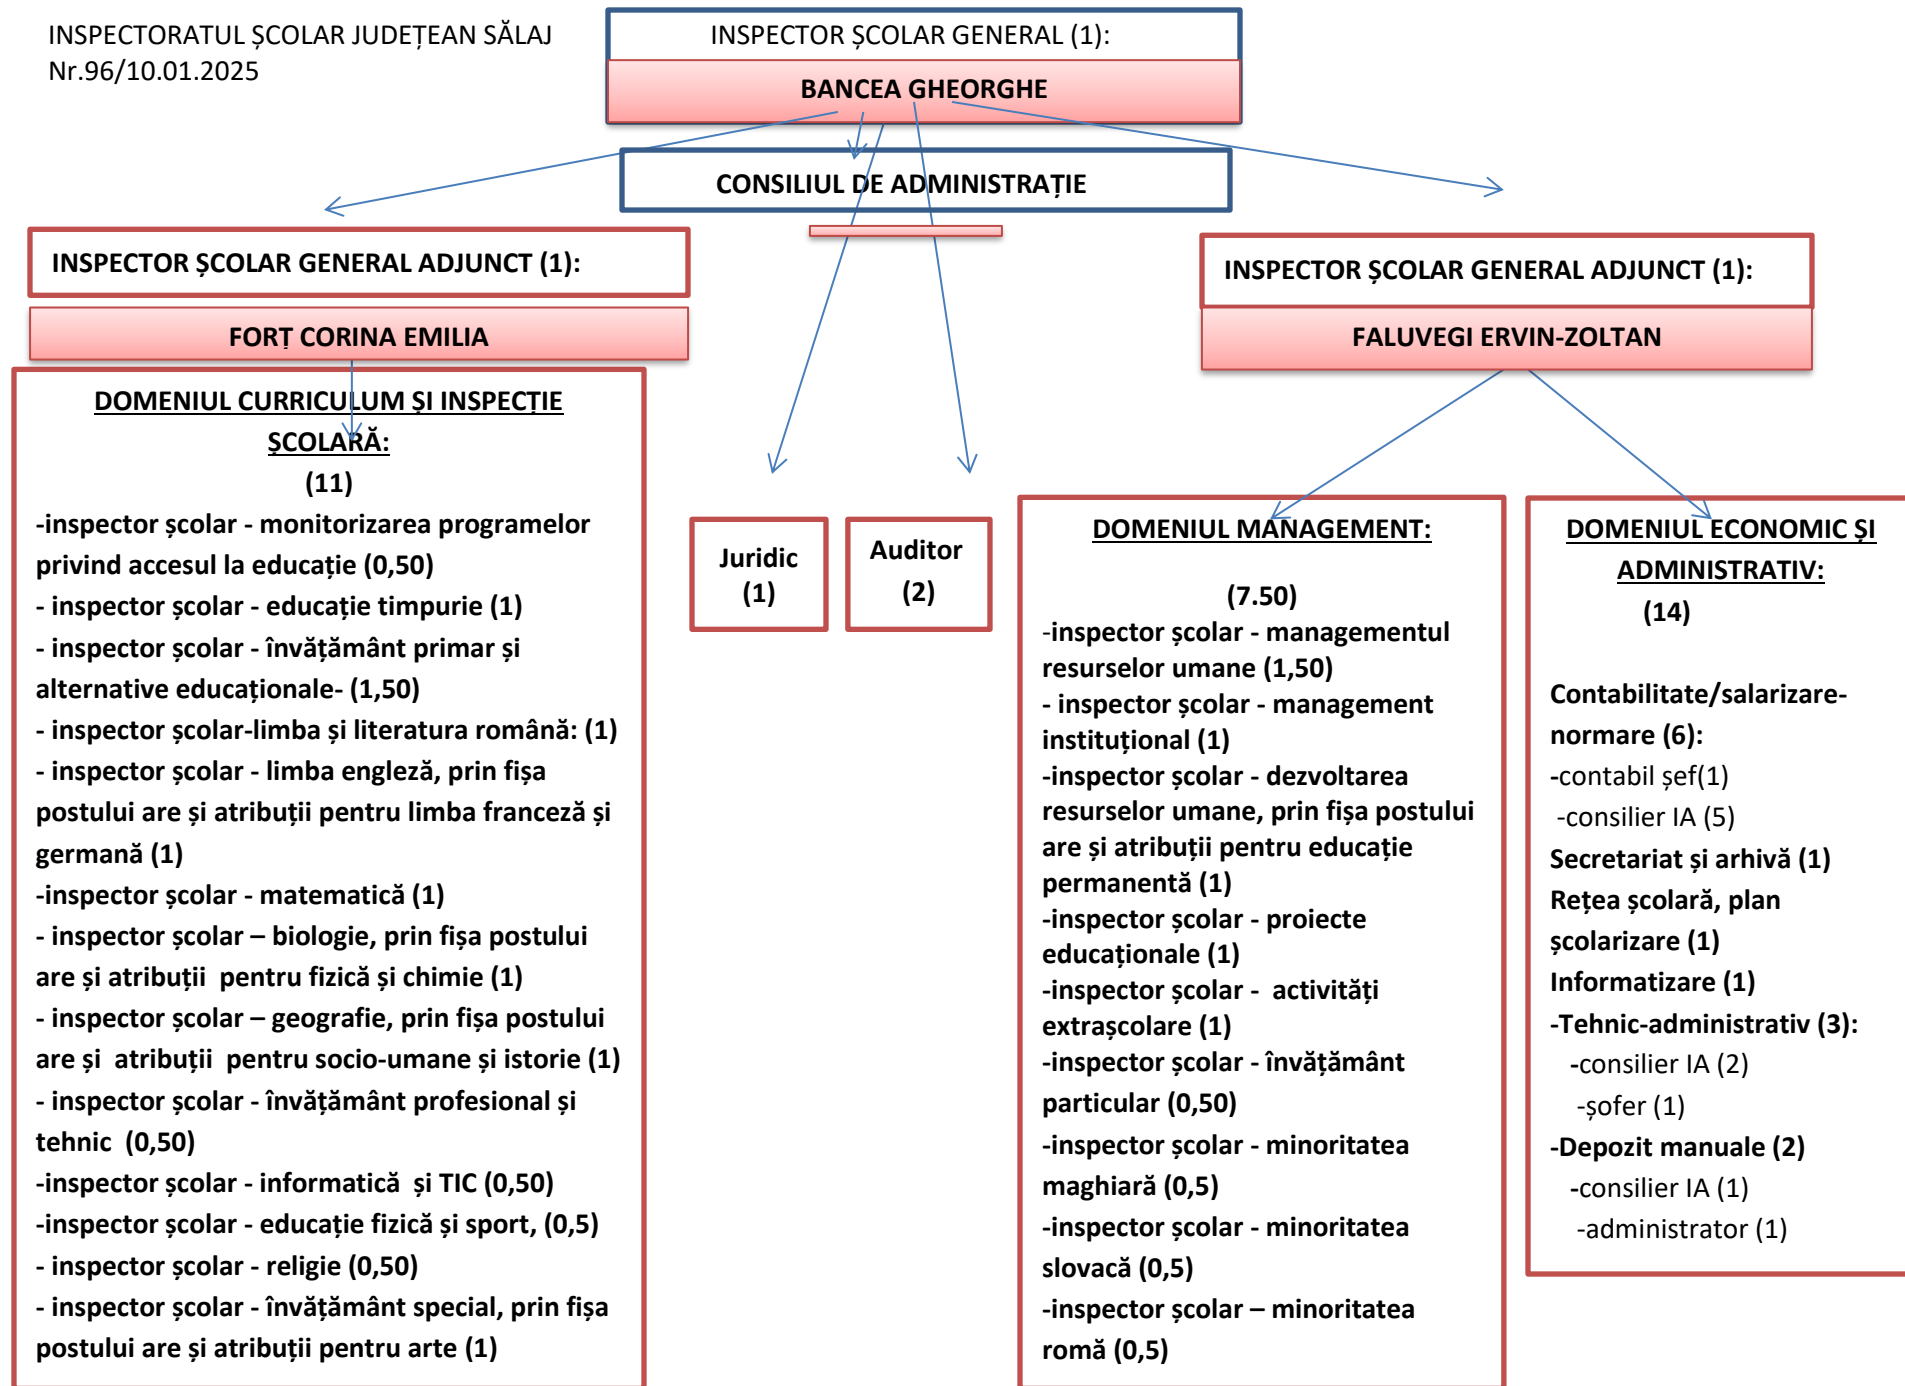 INSPECTORATUL ȘCOLAR JUDEȚEAN SĂLAJ
Nr.96/10.01.2025
INSPECTOR ȘCOLAR GENERAL (1):
BANCEA GHEORGHE
CONSILIUL DE ADMINISTRAȚIE
INSPECTOR ȘCOLAR GENERAL ADJUNCT (1):
FORȚ CORINA EMILIA
INSPECTOR ȘCOLAR GENERAL ADJUNCT (1):
FALUVEGI ERVIN-ZOLTAN
DOMENIUL CURRICULUM ȘI INSPECȚIE
ȘCOLARĂ:
(11)
-inspector școlar - monitorizarea programelor
privind accesul la educație (0,50)
- inspector școlar - educație timpurie (1)
- inspector școlar - învățământ primar și
alternative educaționale- (1,50)
- inspector școlar-limba și literatura română: (1)
- inspector școlar - limba engleză, prin fișa
postului are și atribuții pentru limba franceză și
germană (1)
-inspector școlar - matematică (1)
- inspector școlar – biologie, prin fișa postului
are și atribuții pentru fizică și chimie (1)
- inspector școlar – geografie, prin fișa postului
are și atribuții pentru socio-umane și istorie (1)
- inspector școlar - învățământ profesional și
tehnic (0,50)
-inspector școlar - informatică și TIC (0,50)
-inspector școlar - educație fizică și sport, (0,5)
- inspector școlar - religie (0,50)
- inspector școlar - învățământ special, prin fișa
postului are și atribuții pentru arte (1)
Juridic
(1)
Auditor
(2)
DOMENIUL MANAGEMENT:
(7.50)
-inspector școlar - managementul
resurselor umane (1,50)
- inspector școlar - management
instituțional (1)
-inspector școlar - dezvoltarea
resurselor umane, prin fișa postului
are și atribuții pentru educație
permanentă (1)
-inspector școlar - proiecte
educaționale (1)
-inspector școlar - activități
extrașcolare (1)
-inspector școlar - învățământ
particular (0,50)
-inspector școlar - minoritatea
maghiară (0,5)
-inspector școlar - minoritatea
slovacă (0,5)
-inspector școlar – minoritatea
romă (0,5)
DOMENIUL ECONOMIC ȘI
ADMINISTRATIV:
(14)
Contabilitate/salarizare-
normare (6):
-contabil șef(1)
-consilier IA (5)
Secretariat și arhivă (1)
Rețea școlară, plan
școlarizare (1)
Informatizare (1)
-Tehnic-administrativ (3):
-consilier IA (2)
-șofer (1)
-Depozit manuale (2)
-consilier IA (1)
-administrator (1)